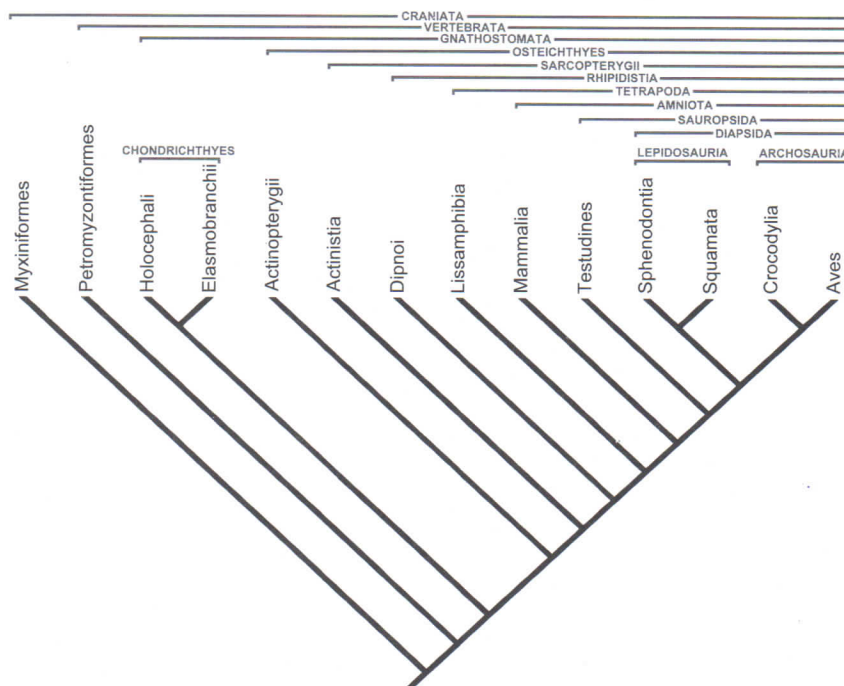 CRANIATA
VERTEBRATA
GNATHOSTOMATA
OSTEICHTHYES
SARCOPTERYGII
RHIPIDISTIA
TETRAPODA
AMNIOTA
SAUROPSIDA
DIAPSIDA
CHONDRICHTHYES
LEPIDOSAURIA
ARCHOSAURIA
Myxiniformes
Petromyzontiformes
Holocephali
Elasmobranchii
Actinopterygii
Actinistia
Dipnoi
Lissamphibia
Mammalia
Testudines
Sphenodontia
Squamata
Crocodylia
Aves